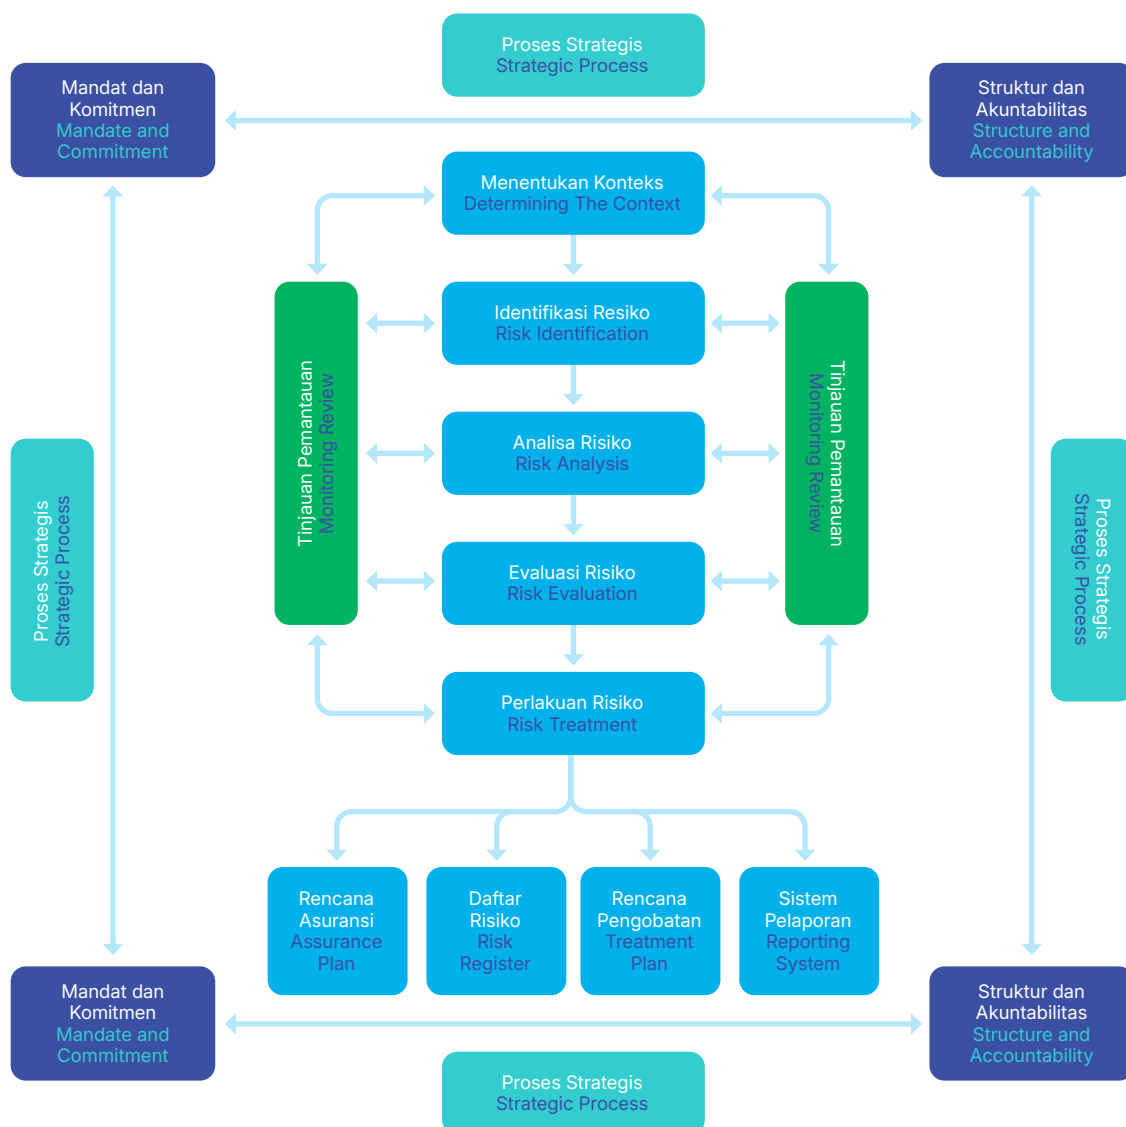 Proses Strategis
Strategic Process
Mandat dan
Komitmen
Mandate and
Commitment
Struktur dan
Akuntabilitas
Structure and
Accountability
Menentukan Konteks
Determining The Context
Identifikasi Resiko
Risk Identification
Tinjauan Pemantauan
Monitoring Review
Tinjauan Pemantauan
Monitoring Review
Analisa Risiko
Risk Analysis
Proses Strategis
Strategic Process
Proses Strategis
Strategic Process
Evaluasi Risiko
Risk Evaluation
Perlakuan Risiko
Risk Treatment
Rencana
Asuransi
Assurance
Plan
Daftar
Risiko
Risk
Register
Rencana
Pengobatan
Treatment
Plan
Sistem
Pelaporan
Reporting
System
Mandat dan
Komitmen
Mandate and
Commitment
Struktur dan
Akuntabilitas
Structure and
Accountability
Proses Strategis
Strategic Process